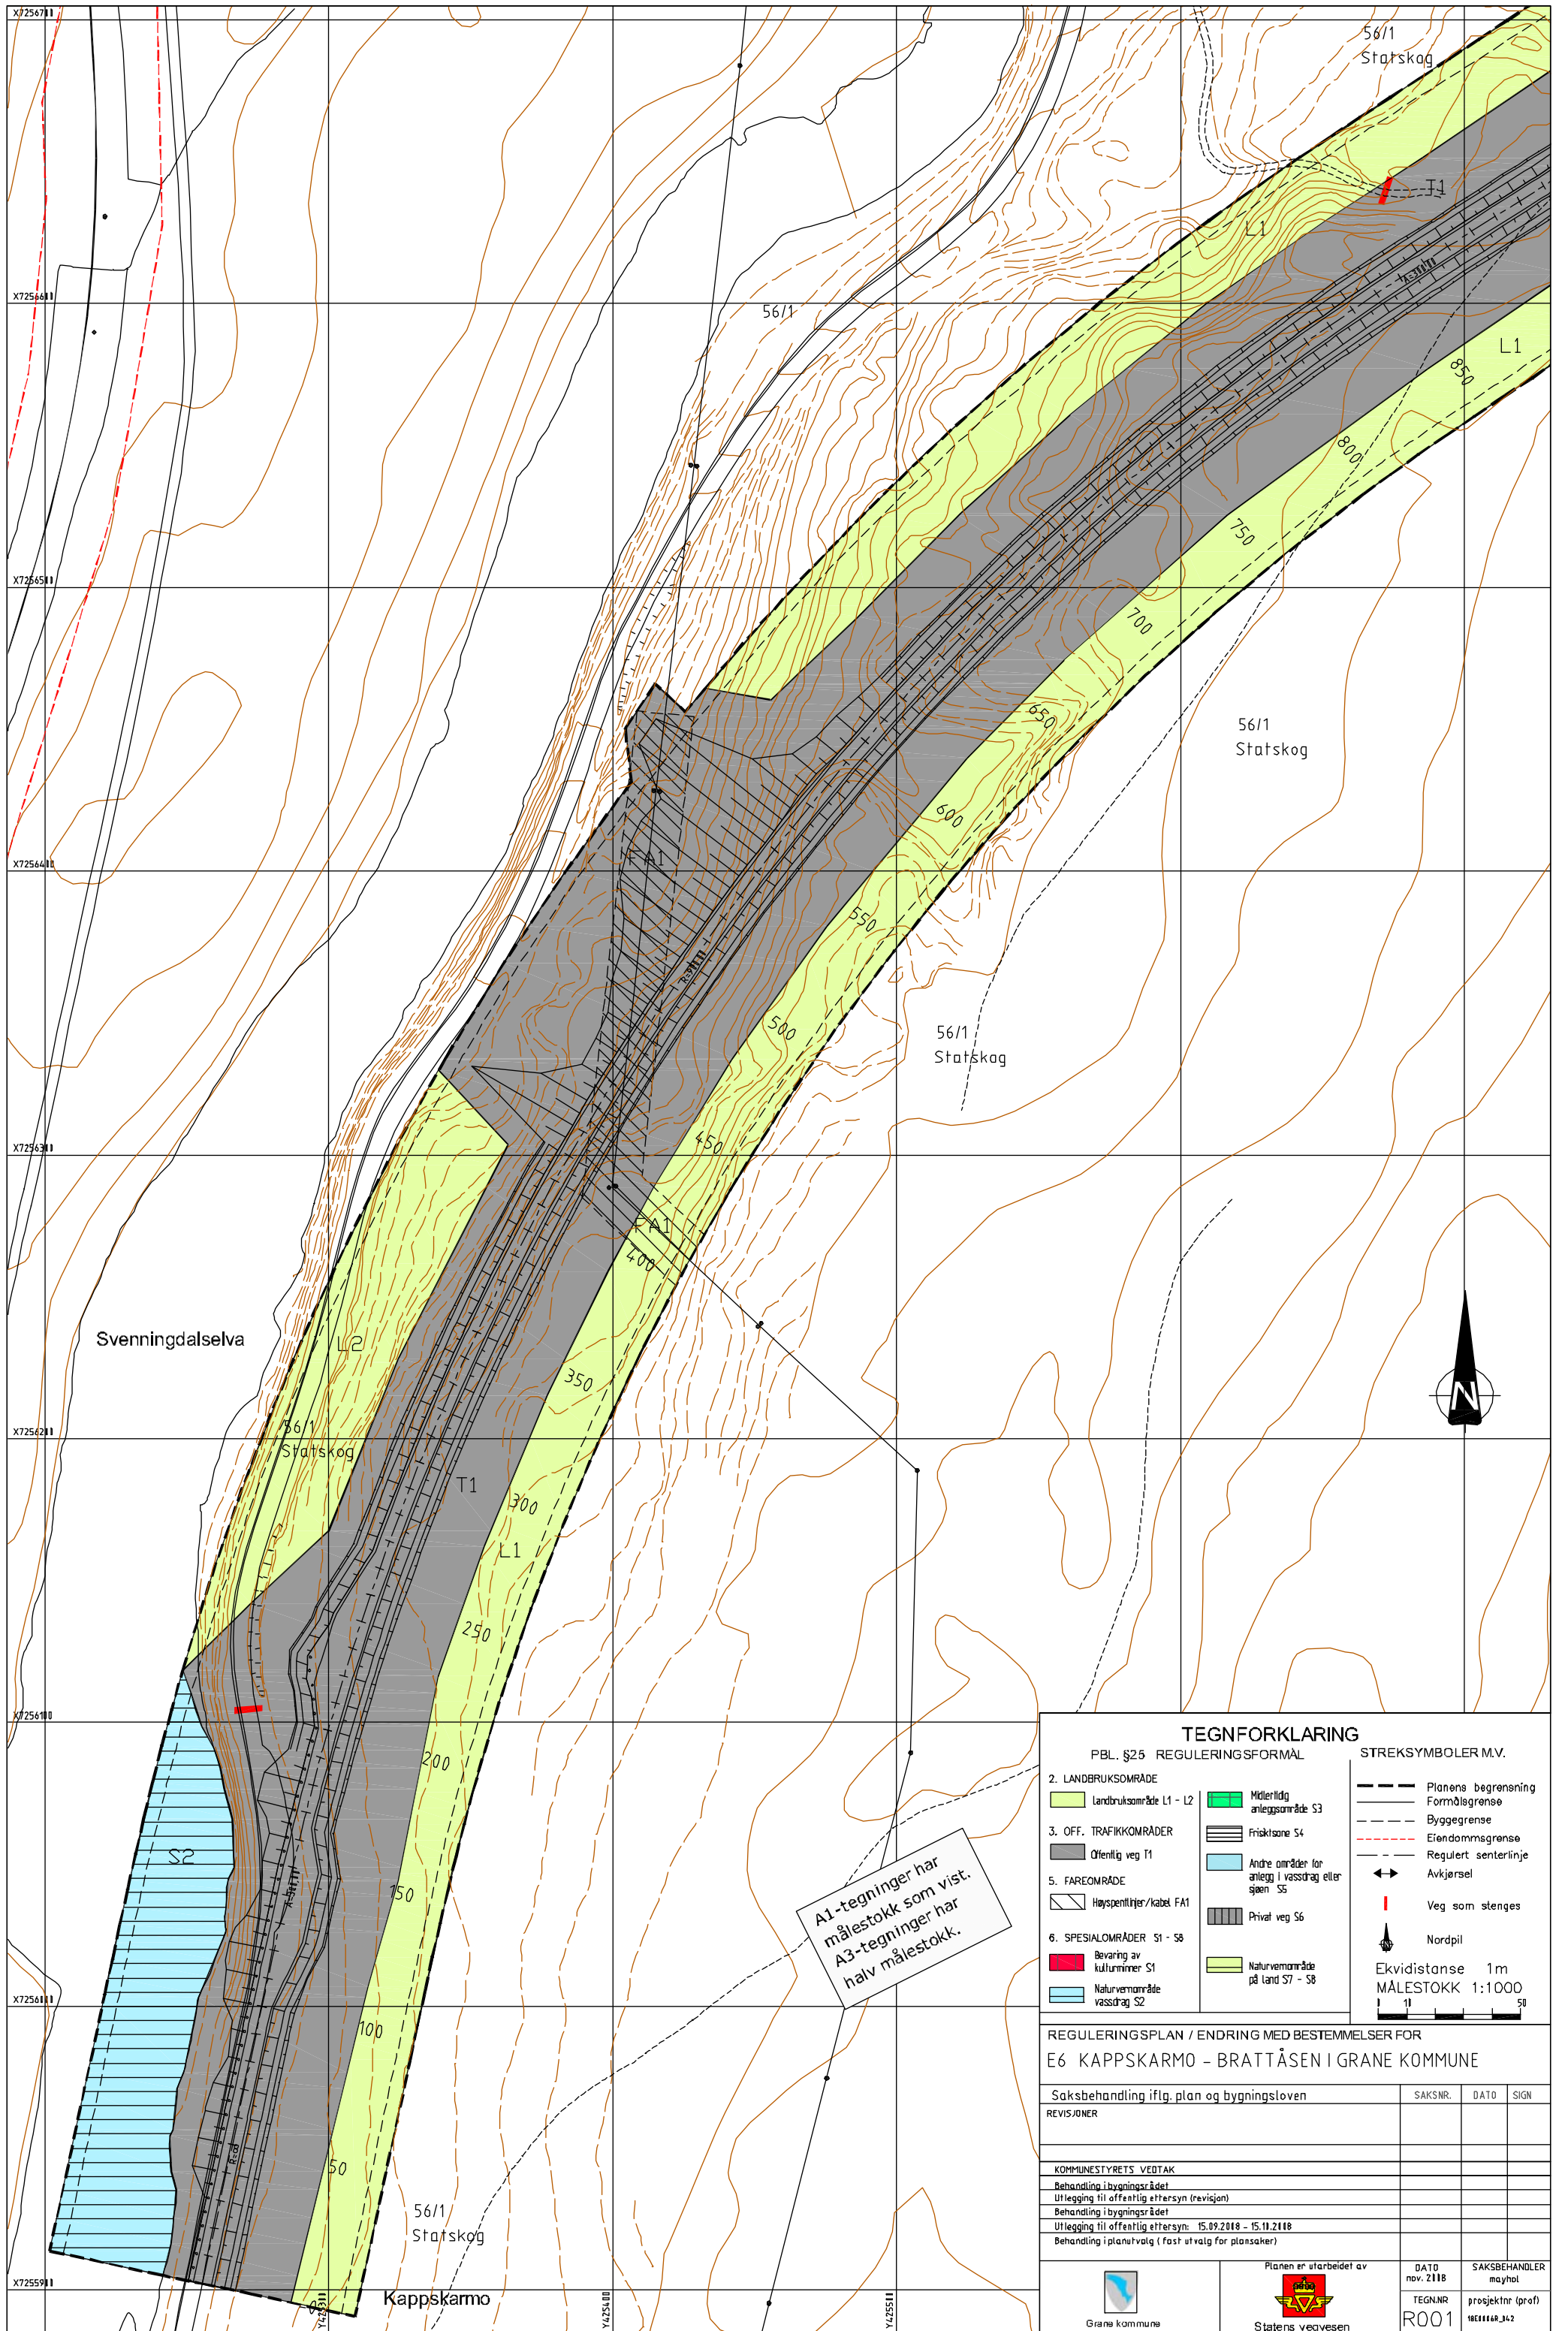 56/1
Statskog
T1
L1
56/1
L1
850
800
750
700
650
56/1
Statskog
600
FA1
550
500
56/1
Statskog
450
FA1
400
Svenningdalselva
L2
350
56/1
Statskog
T1
300
L1
250
200
S2
150
100
50
56/1
Statskog
Kappskarmo
N
A1-tegninger har
målestokk som vist.
A3-tegninger har
halv målestokk.
TEGNFORKLARING
PBL. §25 REGULERINGSFORMÅL
2. LANDBRUKSOMRÅDE
Landbruksområde L1 - L2
3. OFF. TRAFIKKOMRÅDER
Offentlig veg T1
5. FAREOMRÅDE
Høyspentlinjer/kabel FA1
6. SPESIALOMRÅDER S1 - S8
Bevaring av
kulturminner S1
Naturvernområde
vassdrag S2
Midlertidig
anleggsområde S3
Frisiktsone S4
Andre områder for
anlegg i vassdrag eller
sjøen S5
Privat veg S6
Naturvernområde
på land S7 - S8
STREKSYMBOLER M.V.
Planens begrensning
Formålsgrense
Byggegrense
Eiendommsgrense
Regulert senterlinje
Avkjørsel
Veg som stenges
Nordpil
Ekvidistanse 1m
MÅLESTOKK 1:1000
50
REGULERINGSPLAN / ENDRING MED BESTEMMELSER FOR
E6 KAPPSKARMO - BRATTÅSEN I GRANE KOMMUNE
Saksbehandling iflg. plan og bygningsloven
SAKSNR. DATO SIGN
REVISJONER
KOMMUNESTYRETS VEDTAK
Behandling i bygningsrådet
Utlegging til offentlig ettersyn (revisjon)
Behandling i bygningsrådet
Utlegging til offentlig ettersyn:
Behandling i planutvalg ( fast utvalg for plansaker)
Grane kommune
Planen er utarbeidet av
Statens vegvesen
DATO
nov.
SAKSBEHANDLER
mayhol
TEGN.NR
R001
prosjektnr (prof)